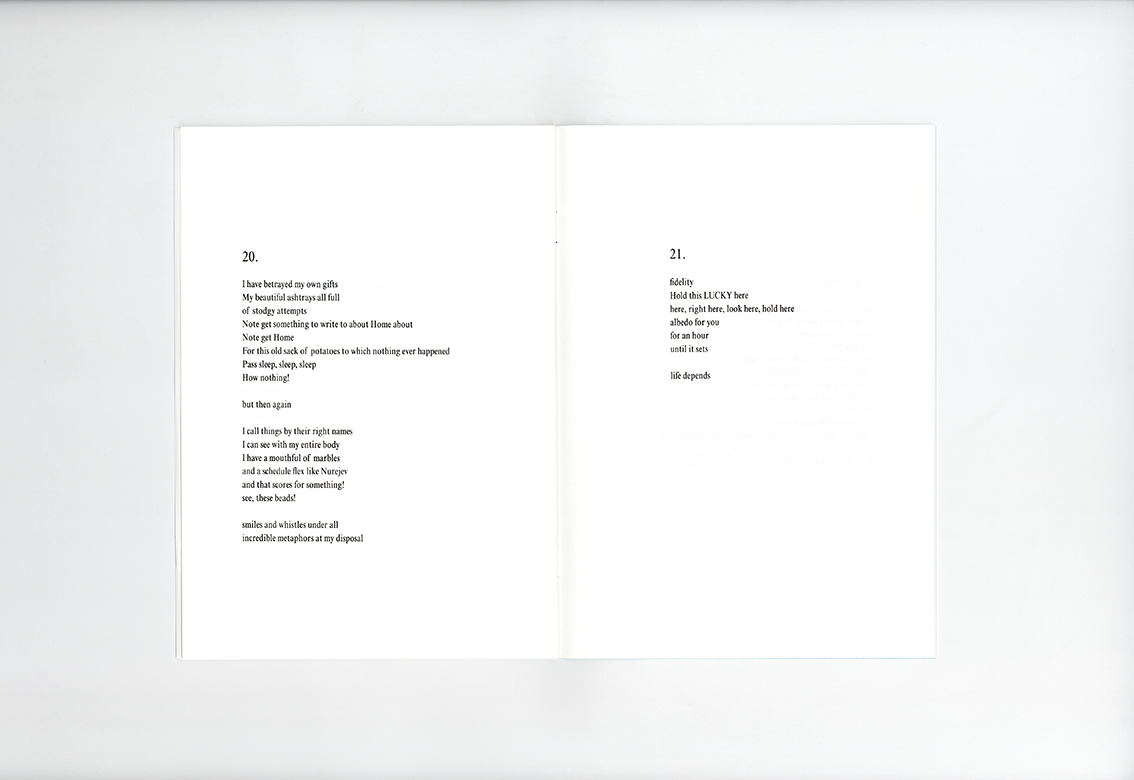 20.
I have betrayed my own gifts
My beautiful ashtrays all full
of stodgy attempts
Note get something to write to about Home about
Note get Home
For this old sack of potatoes to which nothing ever happened
Pass sleep, sleep, sleep
How nothing!
but then again
I call things by their right names
I can see with my entire body
I have a mouthful of marbles
and a schedule flex like Nurejev
and that scores for something!
see, these beads!
smiles and whistles under all
incredible metaphors at my disposal
21.
fidelity
Hold this LUCKY here
here, right here, look here, hold here
albedo for you
for an hour
until it sets
life depends